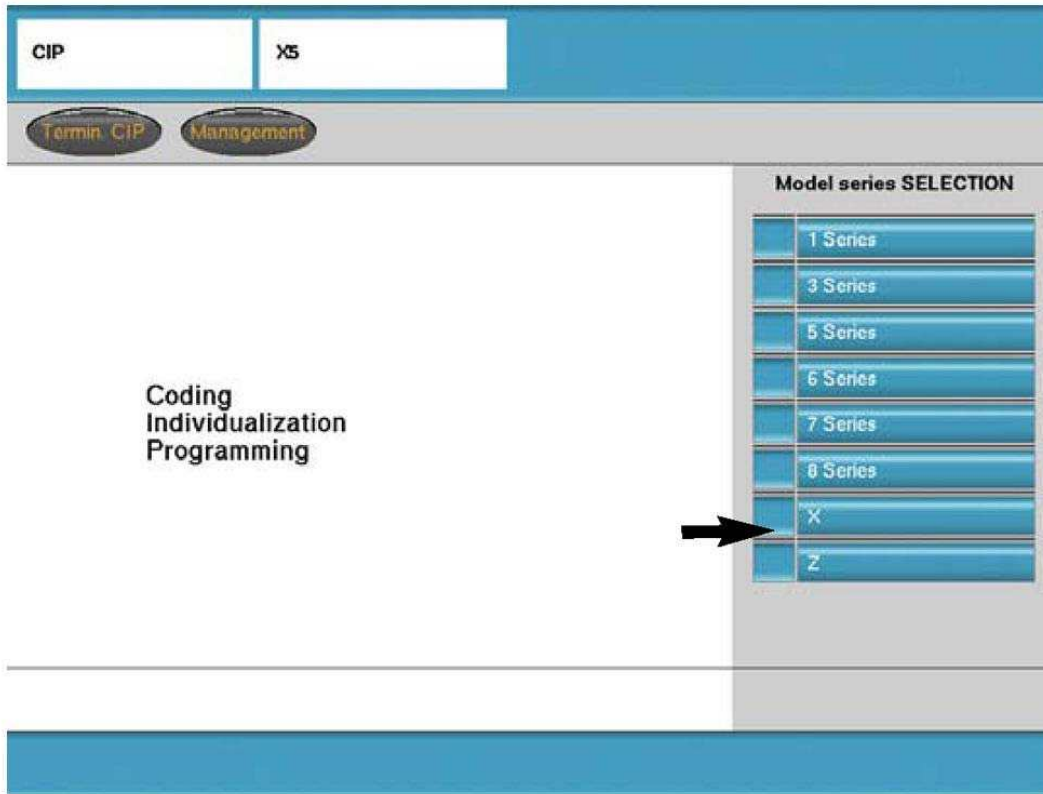 CIP
X5
Termin. CIP
Management
Model series SELECTION
1 Series
3 Series
5 Series
6 Series
7 Series
8 Series
X
Z
Coding
Individualization
Programming